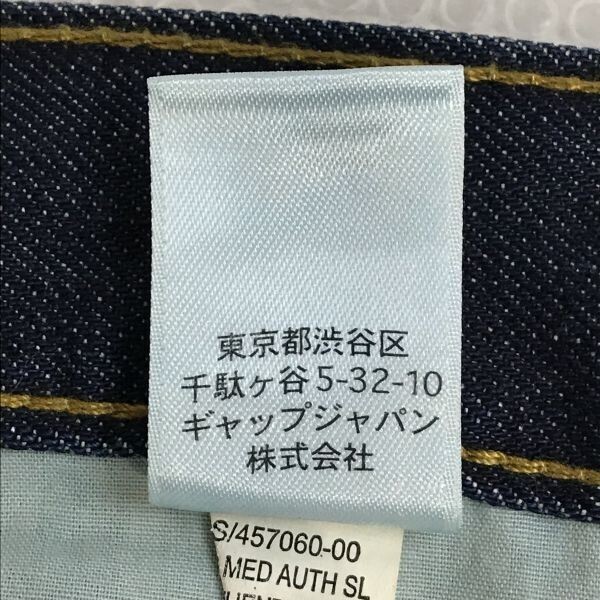 東京都渋谷区
千駄ヶ谷5-32-10
ギャップジャパン
株式会社
S/457060-00
MED AUTH SL